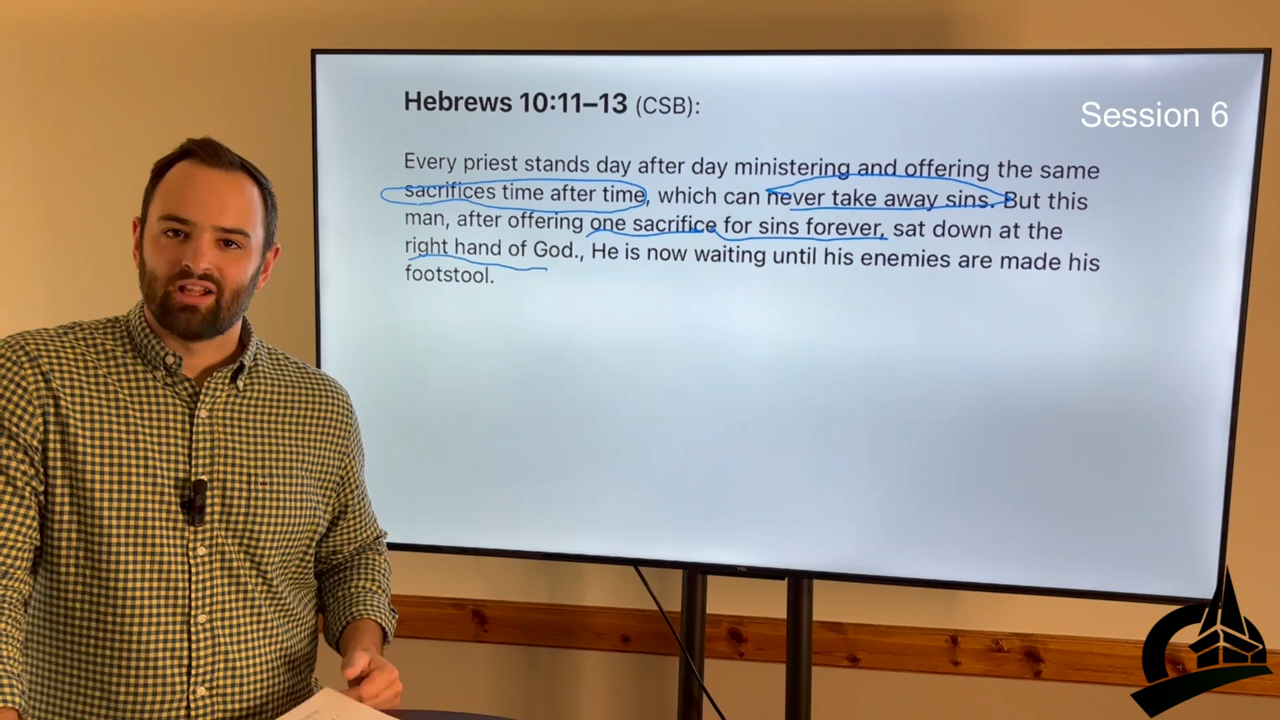 Hebrews 10:11–13 (CSB):
Session 6
Every priest stands day after day ministering and offering the same
sacrifices time after time, which can never take away sins. But this
man, after offering one sacrifice for sins forever, sat down at the
right hand of God., He is now waiting until his enemies are made his
footstool.